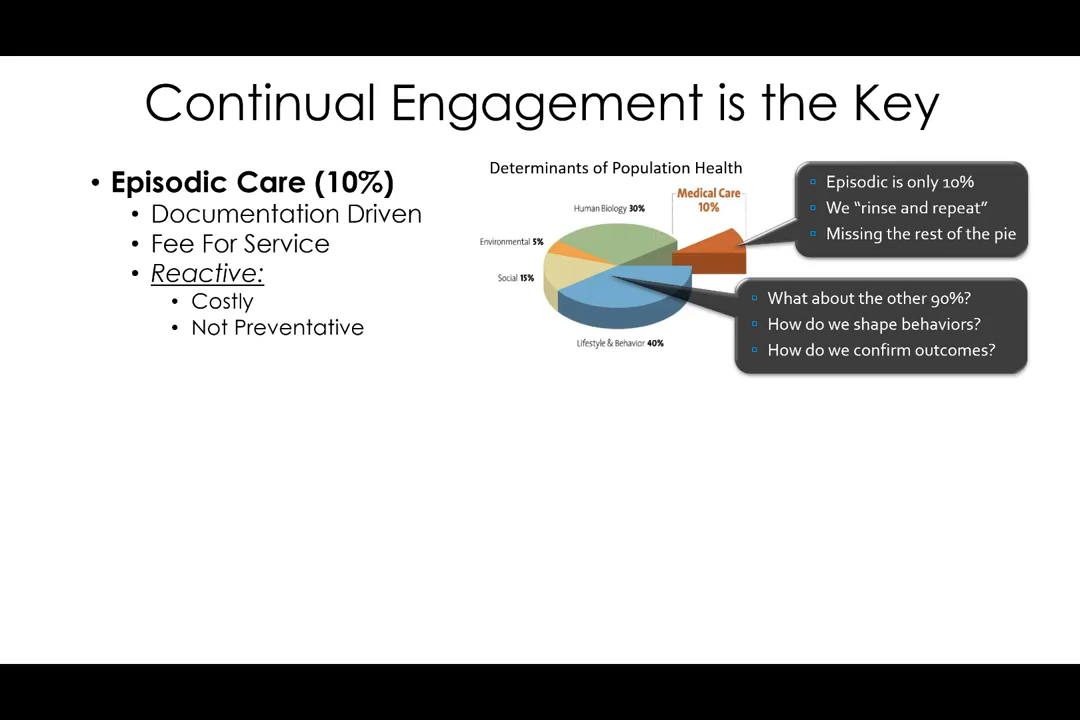 Continual Engagement is the Key
• Episodic Care (10%)
• Documentation Driven
• Fee For Service
• Reactive:
• Costly
• Not Preventative
Determinants of Population Health
Medical Care
10%
Human Biology 30%
Environmental 5%
Social 15%
Lifestyle & Behavior 40%
Episodic is only 10%
We “rinse and repeat”
Missing the rest of the pie
What about the other 90%?
How do we shape behaviors?
How do we confirm outcomes?